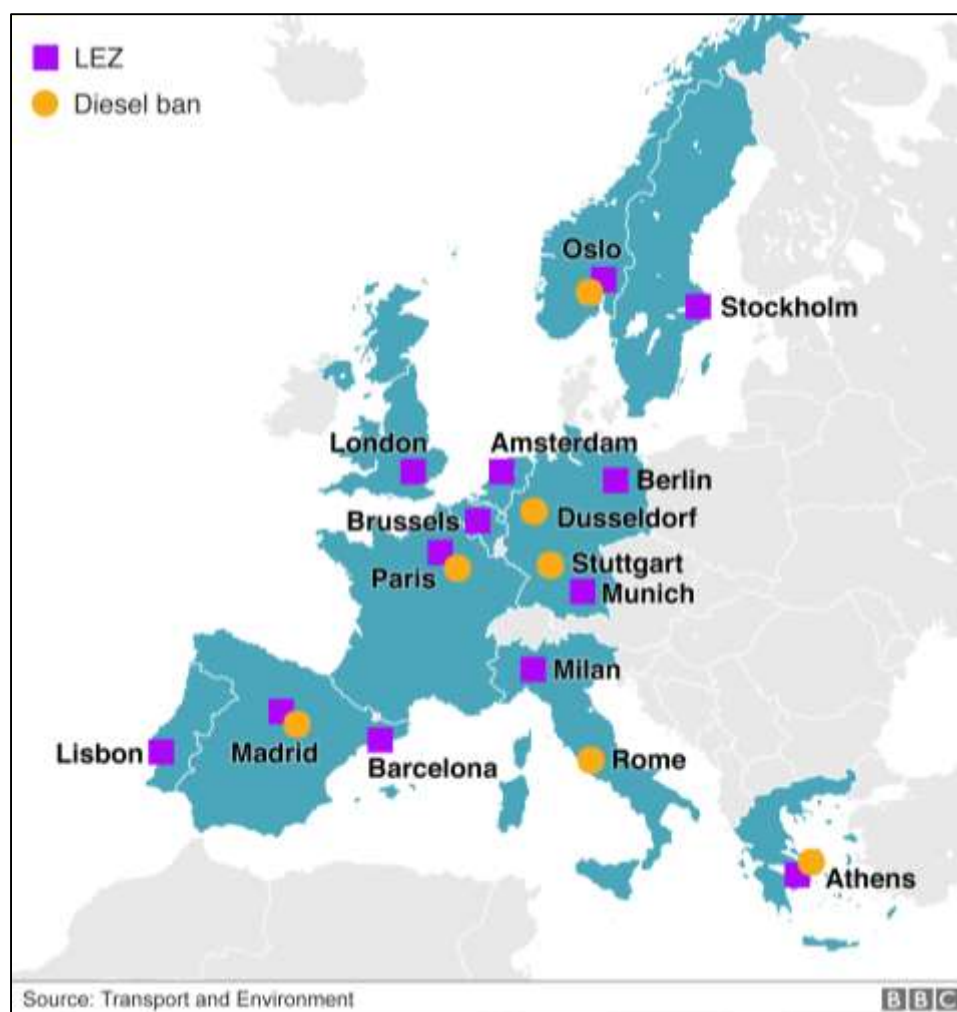 LEZ
Diesel ban
Oslo
Stockholm
London
Amsterdam
Berlin
Brussels
Dusseldorf
Paris
Stuttgart
Munich
Milan
Lisbon
Madrid
Barcelona
Rome
Athens
Source: Transport and Environment
BBC